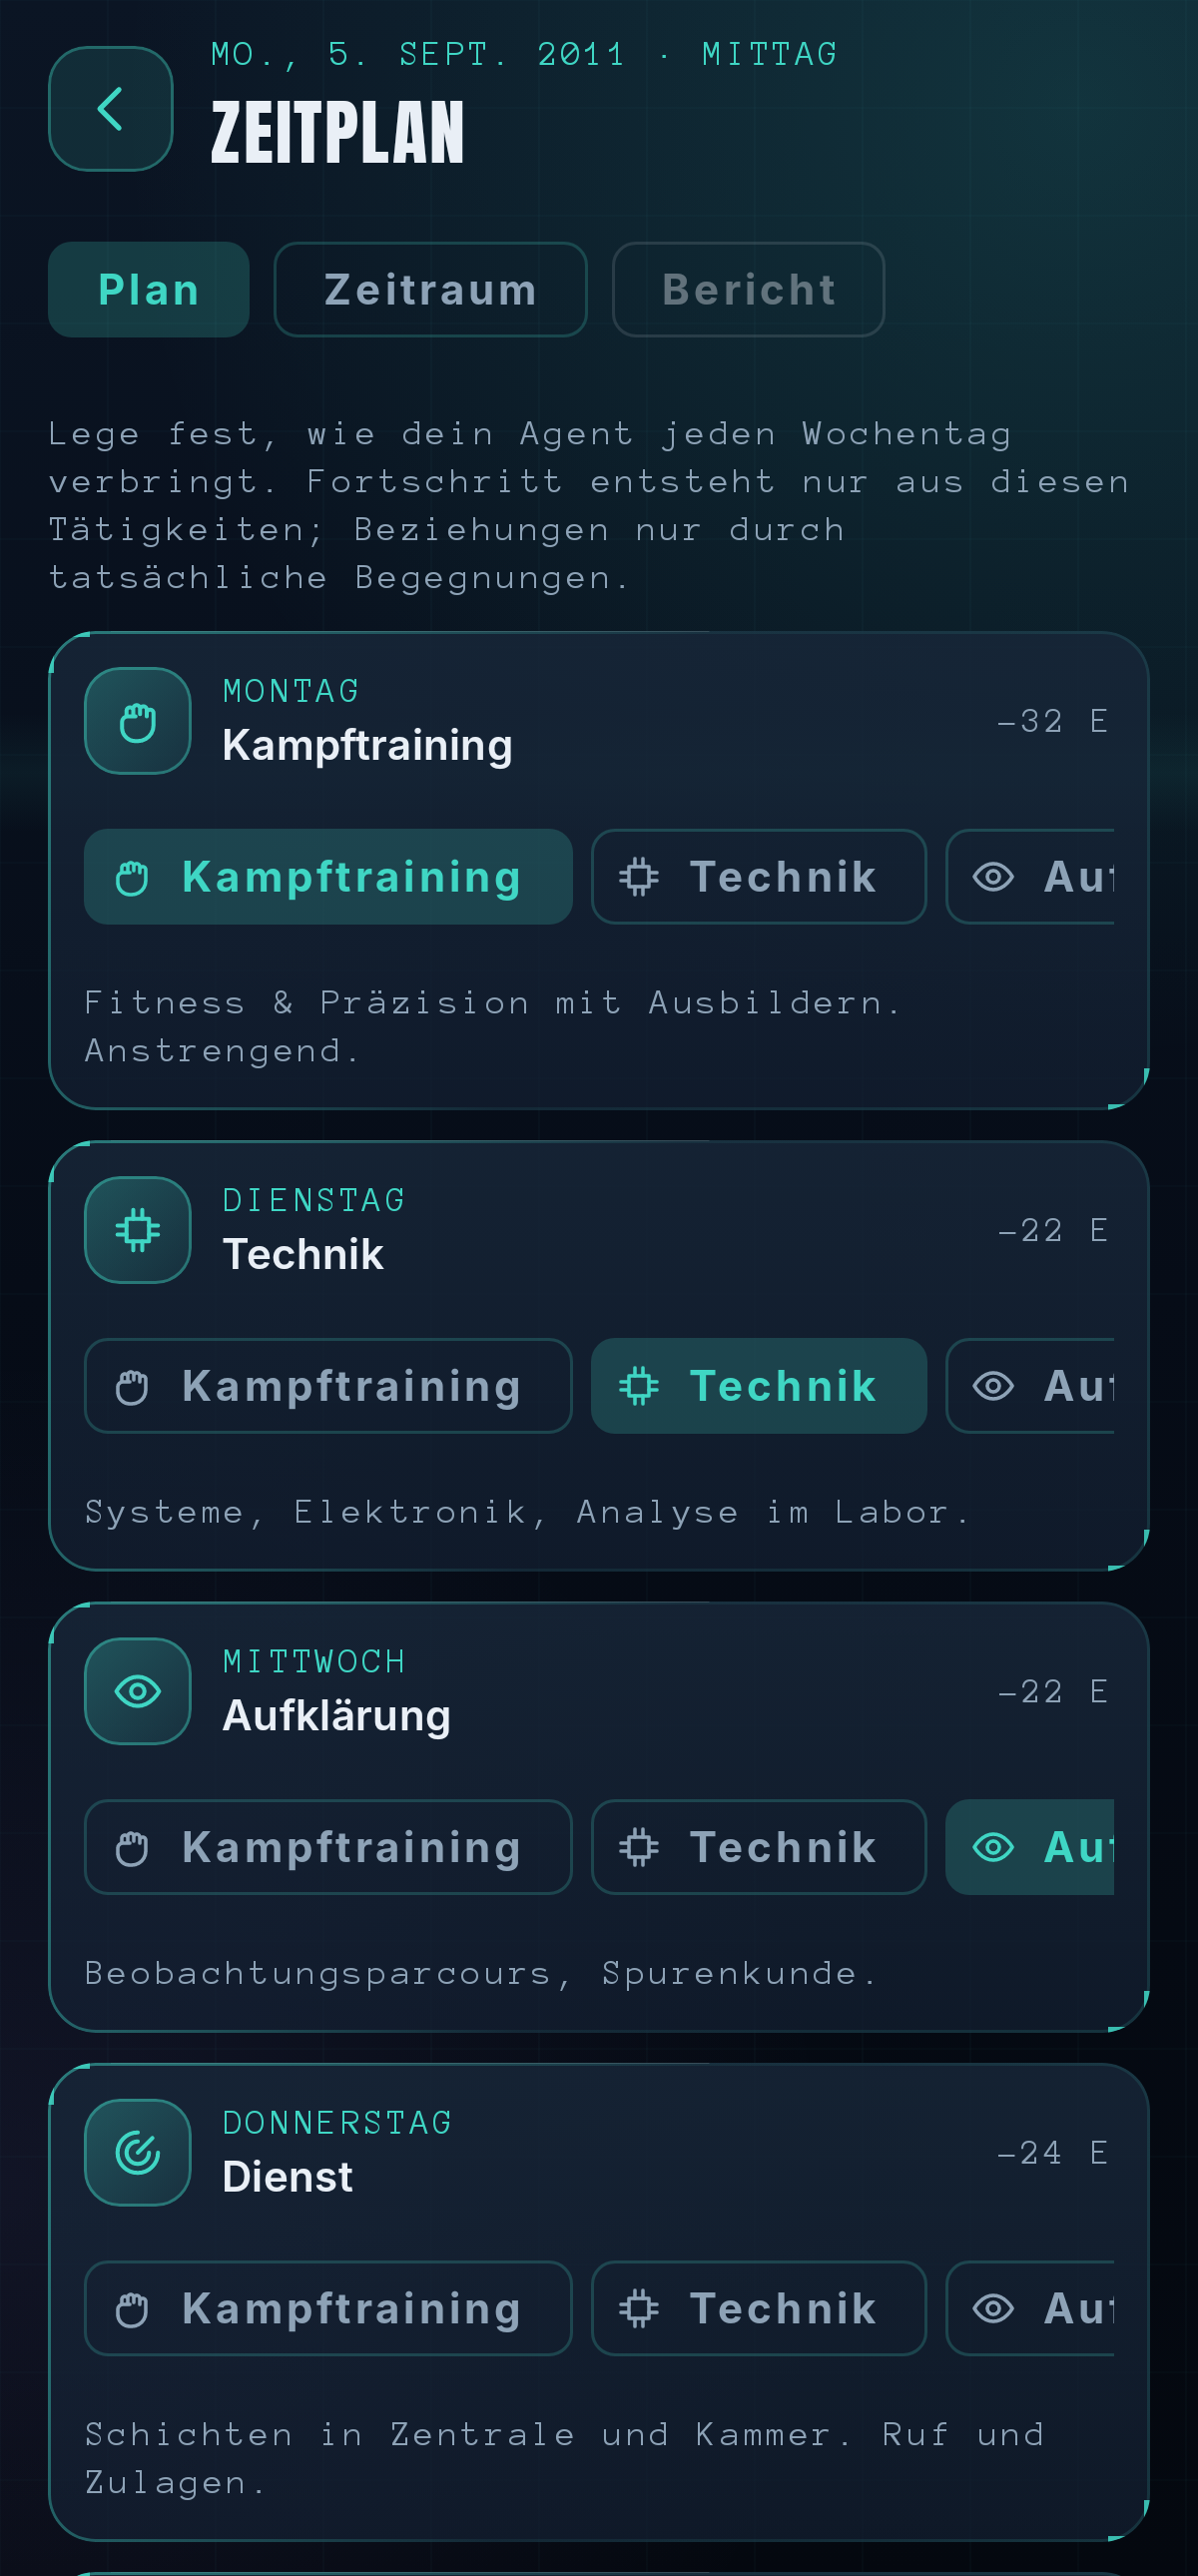 MO., 5. SEPT. 2011 · MITTAG
ZEITPLAN
Plan
Zeitraum
Bericht
Lege fest, wie dein Agent jeden Wochentag
verbringt. Fortschritt entsteht nur aus diesen
Tätigkeiten; Beziehungen nur durch
tatsächliche Begegnungen.
MONTAG
Kampftraining
−32 E
Kampftraining
Technik
Fitness & Präzision mit Ausbildern.
Anstrengend.
DIENSTAG
Technik
−22 E
Kampftraining
Technik
Systeme, Elektronik, Analyse im Labor.
MITTWOCH
Aufklärung
−22 E
Kampftraining
Technik
Beobachtungsparcours, Spurenkunde.
DONNERSTAG
Dienst
−24 E
Kampftraining
Technik
Schichten in Zentrale und Kammer. Ruf und
Zulagen.